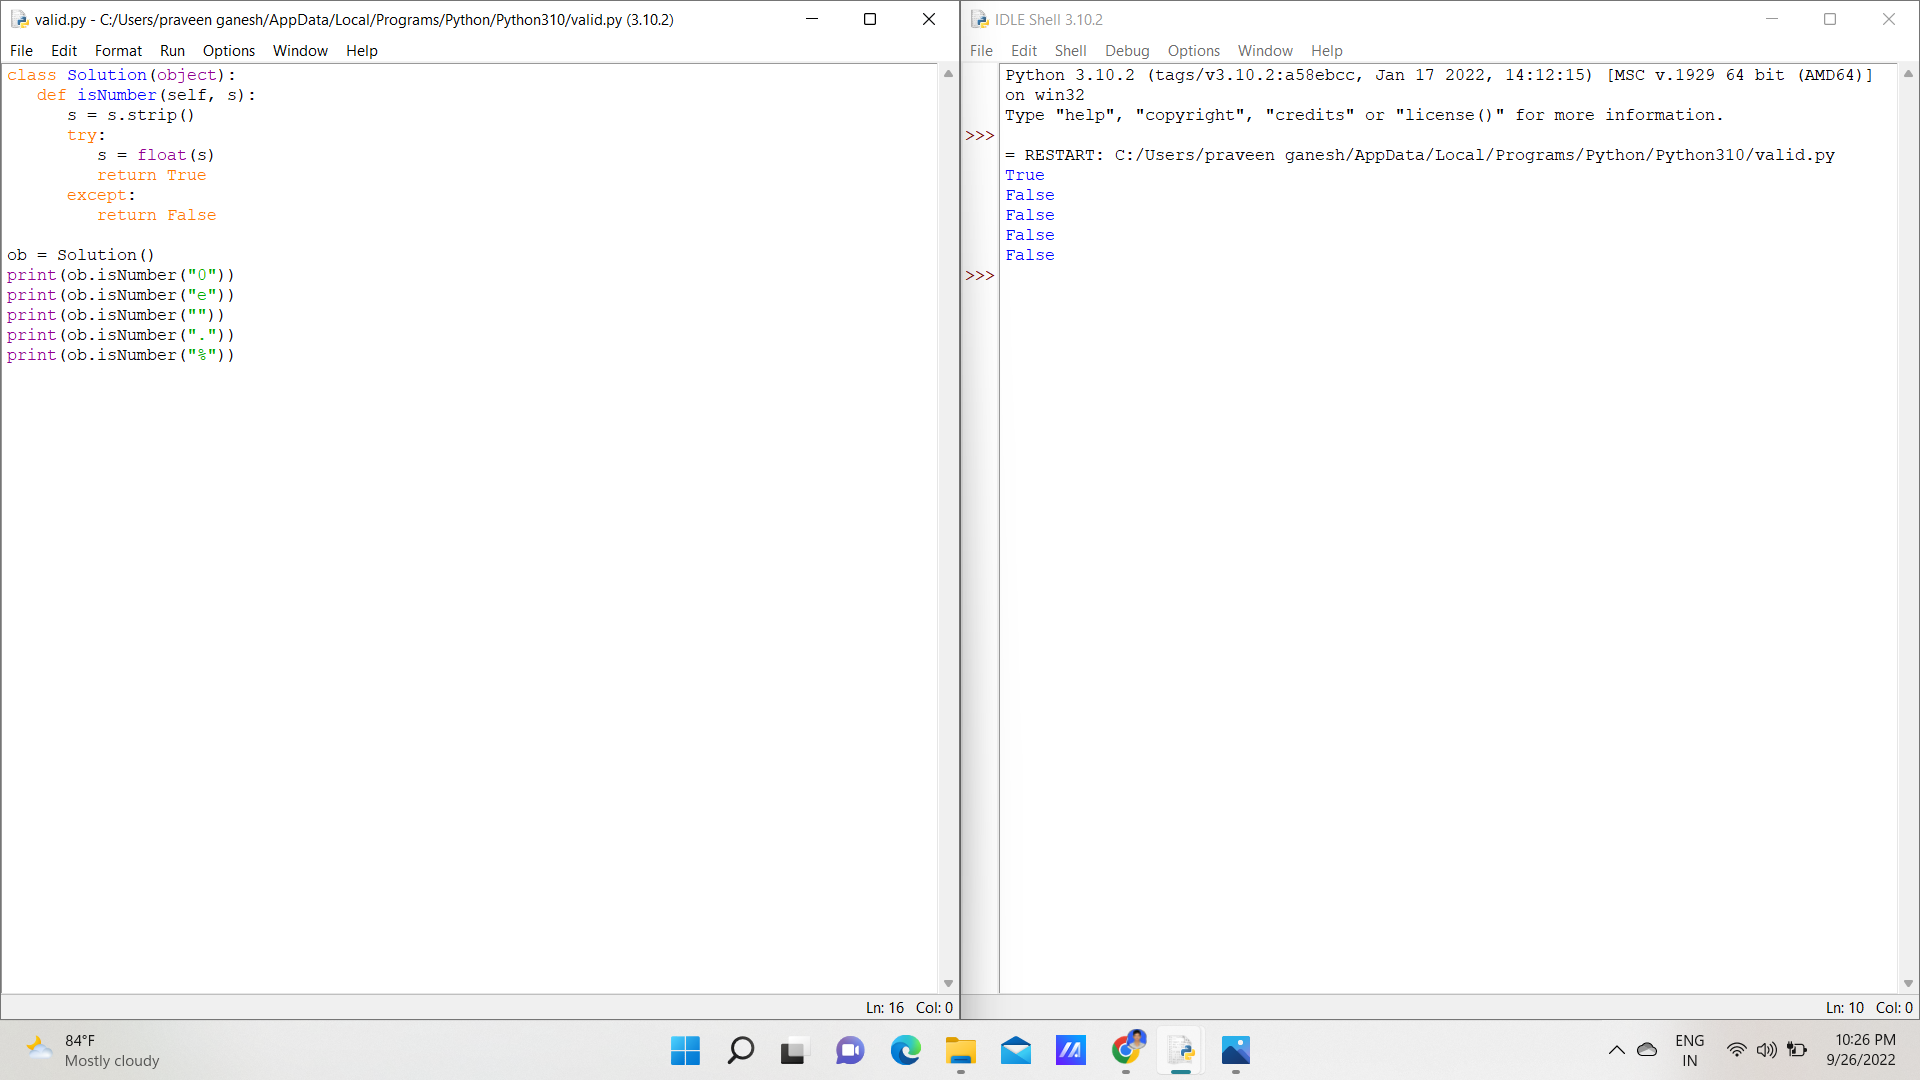 valid.py - C:/Users/praveen ganesh/AppData/Local/Programs/Python/Python310/valid.py (3.10.2)
File Edit Format Run Options Window Help
class Solution(object):
   def isNumber(self, s):
      s = s.strip()
      try:
         s = float(s)
         return True
      except:
         return False
ob = Solution()
print(ob.isNumber("0"))
print(ob.isNumber("e"))
print(ob.isNumber(""))
print(ob.isNumber("."))
print(ob.isNumber("%"))
Ln: 16 Col: 0
IDLE Shell 3.10.2
File Edit Shell Debug Options Window Help
Python 3.10.2 (tags/v3.10.2:a58ebcc, Jan 17 2022, 14:12:15) [MSC v.1929 64 bit (AMD64)]
on win32
Type "help", "copyright", "credits" or "license()" for more information.
>>>
= RESTART: C:/Users/praveen ganesh/AppData/Local/Programs/Python/Python310/valid.py
True
False
False
False
False
>>>
Ln: 10 Col: 0
84°F
Mostly cloudy
ENG
IN
10:26 PM
9/26/2022